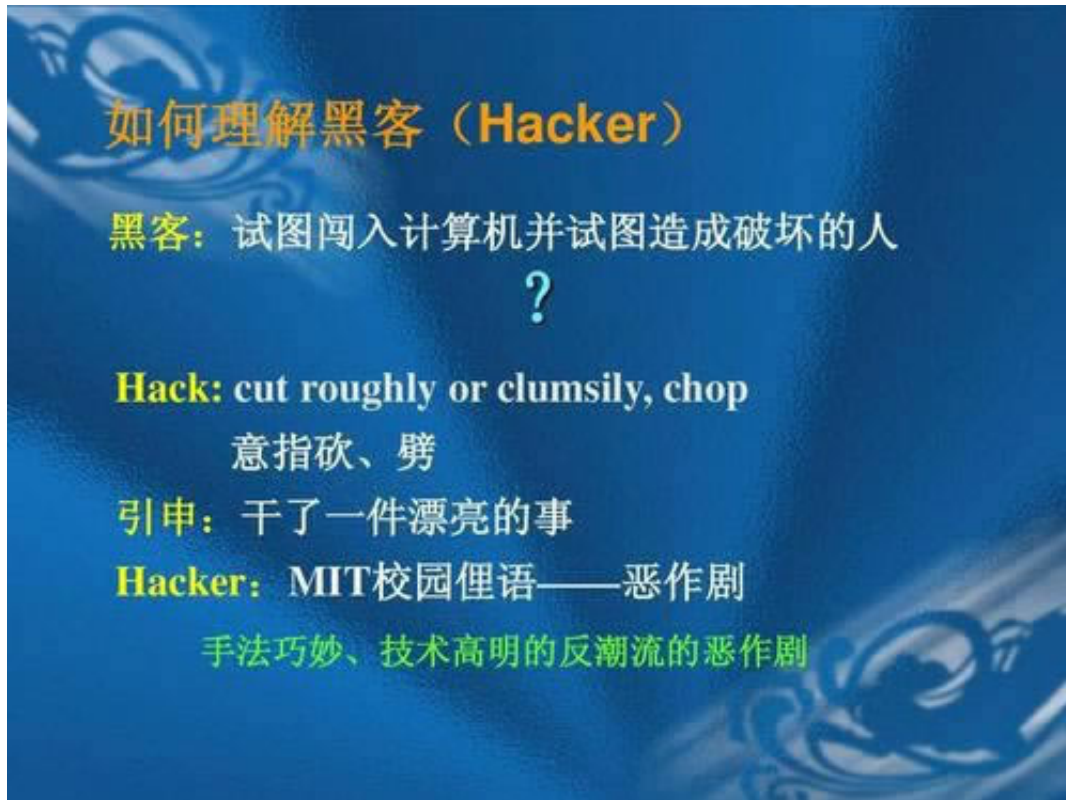 如何理解黑客（Hacker）
黑客：试图闯入计算机并试图造成破坏的人
?
Hack: cut roughly or clumsily, chop
意指砍、劈
引申：干了一件漂亮的事
Hacker：MIT校园俚语——恶作剧
手法巧妙、技术高明的反潮流的恶作剧